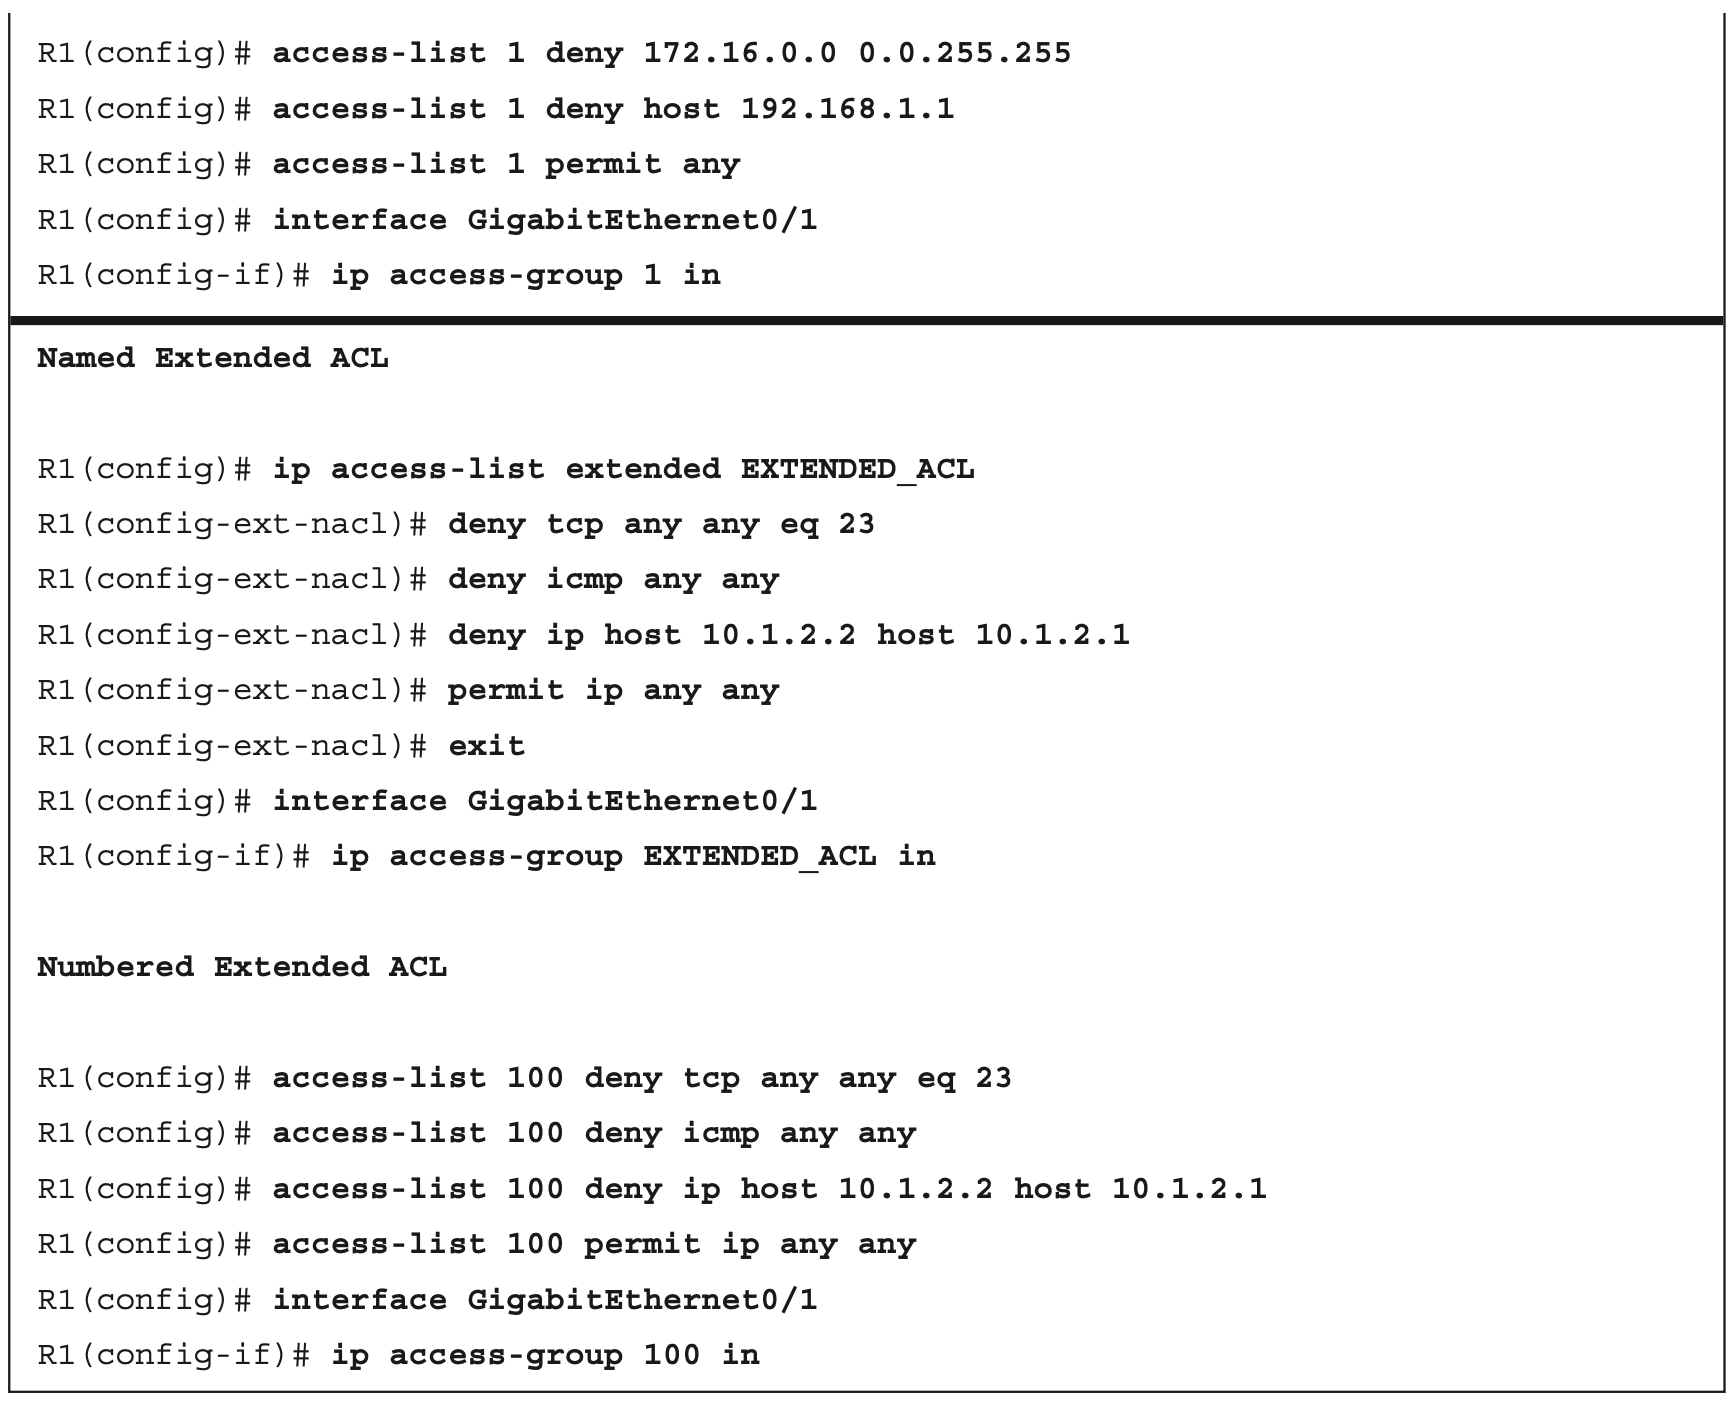 R1(config)# access-list 1 deny 172.16.0.0 0.0.255.255
R1(config)# access-list 1 deny host 192.168.1.1
R1(config)# access-list 1 permit any
R1(config)# interface GigabitEthernet0/1
R1(config-if)# ip access-group 1 in
Named Extended ACL
R1(config)# ip access-list extended EXTENDED_ACL
R1(config-ext-nacl)# deny tcp any any eq 23
R1(config-ext-nacl)# deny icmp any any
R1(config-ext-nacl)# deny ip host 10.1.2.2 host 10.1.2.1
R1(config-ext-nacl)# permit ip any any
R1(config-ext-nacl)# exit
R1(config)# interface GigabitEthernet0/1
R1(config-if)# ip access-group EXTENDED_ACL in
Numbered Extended ACL
R1(config)# access-list 100 deny tcp any any eq 23
R1(config)# access-list 100 deny icmp any any
R1(config)# access-list 100 deny ip host 10.1.2.2 host 10.1.2.1
R1(config)# access-list 100 permit ip any any
R1(config)# interface GigabitEthernet0/1
R1(config-if)# ip access-group 100 in